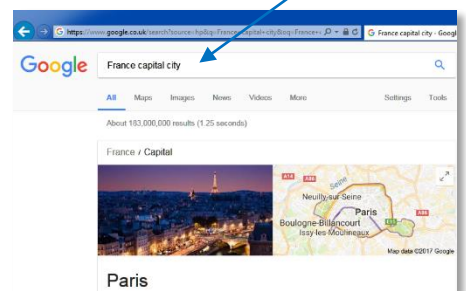 https://www.google.co.uk/search?source=hp&q=France+capital+city&oq=France+c
G France capital city - Googl
Google
France capital city
All Maps Images News Videos More Settings Tools
About 183,000,000 results (1.25 seconds)
France / Capital
A14 A86
Seine
Neuilly-sur-Seine
Paris
Boulogne-Billancourt
Issy-les-Moulineaux
Map data ©2017 Google
Paris